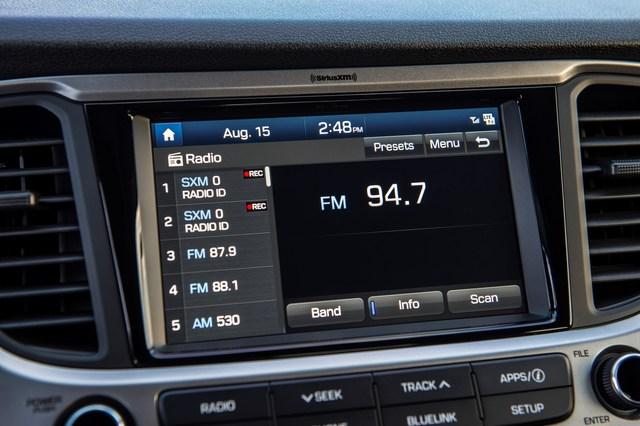 SiriusXM
Aug. 15 2:48 PM
Radio
Presets Menu
1 SXM 0 REC
RADIO ID
2 SXM 0 REC
RADIO ID
3 FM 87.9
4 FM 88.1
5 AM 530
FM 94.7
Band Info Scan
POWER
PUSH
RADIO SEEK TRACK APPS/i
BLUELINK SETUP
FILE
ENTER